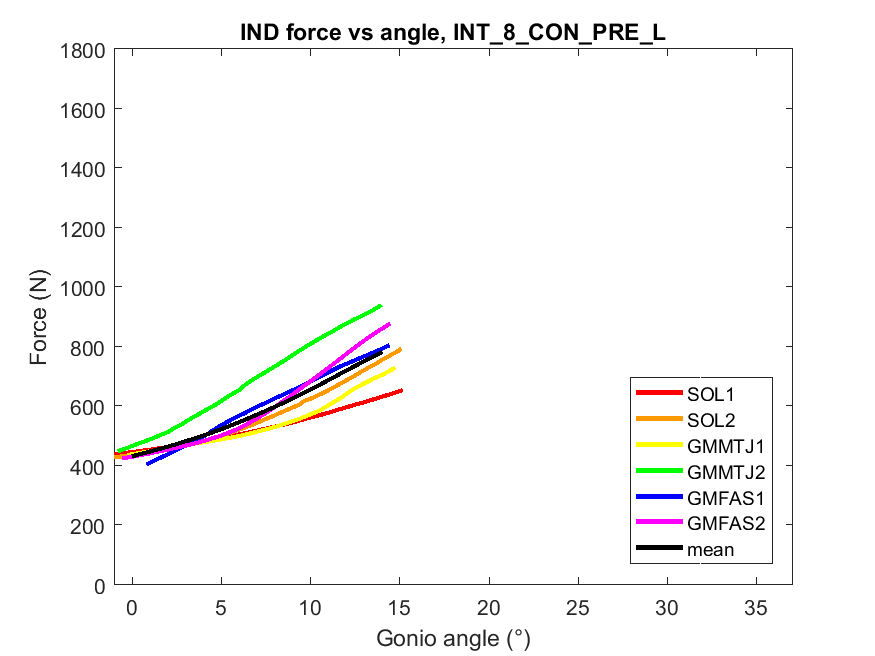 IND force vs angle, INT_8_CON_PRE_L
1800
1600
1400
1200
1000
800
600
400
200
0
Force (N)
0 5 10 15 20 25 30 35
Gonio angle (°)
SOL1
SOL2
GMMTJ1
GMMTJ2
GMFAS1
GMFAS2
mean